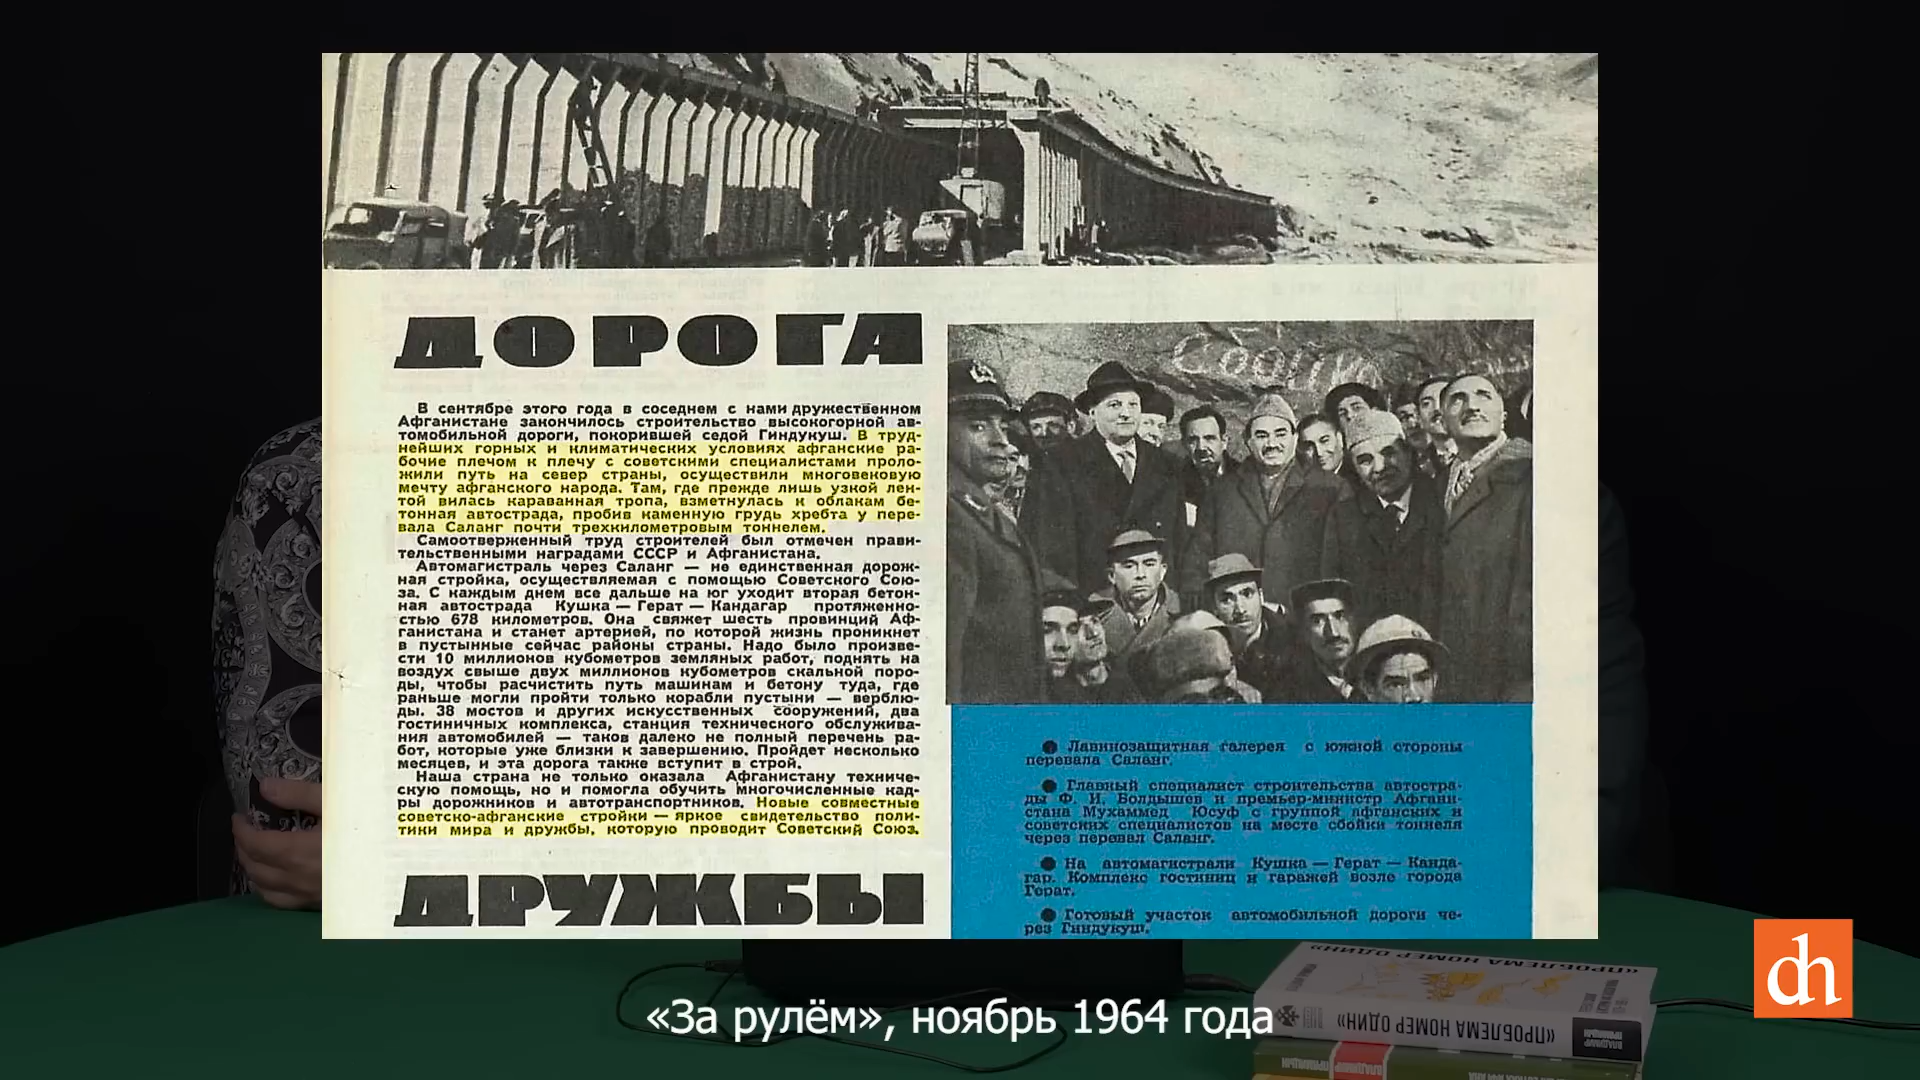 ДОРОГА
В сентябре этого года в соседнем с нами дружественном
Афганистане закончилось строительство высокогорной ав-
томобильной дороги, покорившей седой Гиндукуш. В труд-
нейших горных и климатических условиях афганские ра-
бочие плечом к плечу с советскими специалистами проло-
жили путь на север страны, осуществили многовековую
мечту афганского народа. Там, где прежде лишь узкой лен-
той вилась караванная тропа, взметнулась к облакам бе-
тонная автострада, пробив каменную грудь хребта у пере-
вала Саланг почти трехкилометровым тоннелем.
Самоотверженный труд строителей был отмечен прави-
тельственными наградами СССР и Афганистана.
Автомагистраль через Саланг — не единственная дорож-
ная стройка, осуществляемая с помощью Советского Сою-
за. С каждым днем все дальше на юг уходит вторая бетон-
ная автострада Кушка — Герат — Кандагар протяженно-
стью 678 километров. Она свяжет шесть провинций Аф-
ганистана и станет артерией, по которой жизнь проникнет
в пустынные сейчас районы страны. Надо было произве-
сти 10 миллионов кубометров земляных работ, поднять на
воздух свыше двух миллионов кубометров скальной поро-
ды, чтобы расчистить путь машинам и бетону туда, где
раньше могли пройти только корабли пустыни — верблю-
ды. 38 мостов и других искусственных сооружений, два
гостиничных комплекса, станция технического обслужива-
ния автомобилей — таков далеко не полный перечень ра-
бот, которые уже близки к завершению. Пройдет несколько
месяцев, и эта дорога также вступит в строй.
Наша страна не только оказала Афганистану техниче-
скую помощь, но и помогла обучить многочисленные кад-
ры дорожников и автотранспортников. Новые совместные
советско-афганские стройки — яркое свидетельство поли-
тики мира и дружбы, которую проводит Советский Союз.
ДРУЖБЫ
Сбойка
● Лавинозащитная галерея с южной стороны
перевала Саланг.
● Главный специалист строительства автостра-
ды Ф. И. Болдышев и премьер-министр Афгани-
стана Мухаммед Юсуф с группой афганских и
советских специалистов на месте сбойки тоннеля
через перевал Саланг.
● На автомагистрали Кушка — Герат — Канда-
гар. Комплекс гостиниц и гаражей возле города
Герат.
● Готовый участок автомобильной дороги че-
рез Гиндукуш.
«За рулём», ноябрь 1964 года
dh
«ПРОБЛЕМА НОМЕР ОДИН»
«ПРОБЛЕМА НОМЕР ОДИН»